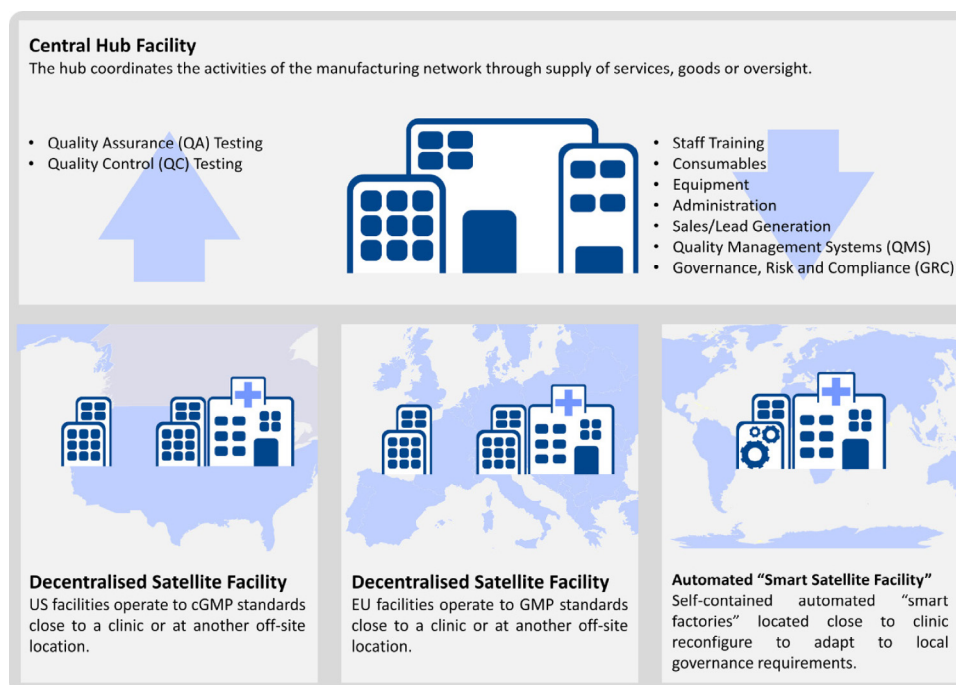 Central Hub Facility
The hub coordinates the activities of the manufacturing network through supply of services, goods or oversight.
• Quality Assurance (QA) Testing
• Quality Control (QC) Testing
• Staff Training
• Consumables
• Equipment
• Administration
• Sales/Lead Generation
• Quality Management Systems (QMS)
• Governance, Risk and Compliance (GRC)
Decentralised Satellite Facility
US facilities operate to cGMP standards
close to a clinic or at another off-site
location.
Decentralised Satellite Facility
EU facilities operate to GMP standards
close to a clinic or at another off-site
location.
Automated “Smart Satellite Facility”
Self-contained automated “smart
factories” located close to clinic
reconfigure to adapt to local
governance requirements.